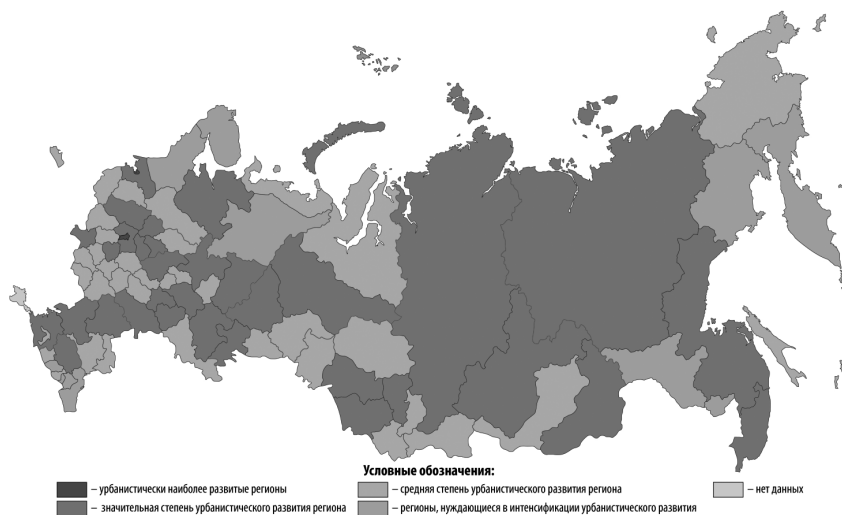 Условные обозначения:
– урбанистически наиболее развитые регионы
– средняя степень урбанистического развития региона
– нет данных
– значительная степень урбанистического развития региона
– регионы, нуждающиеся в интенсификации урбанистического развития